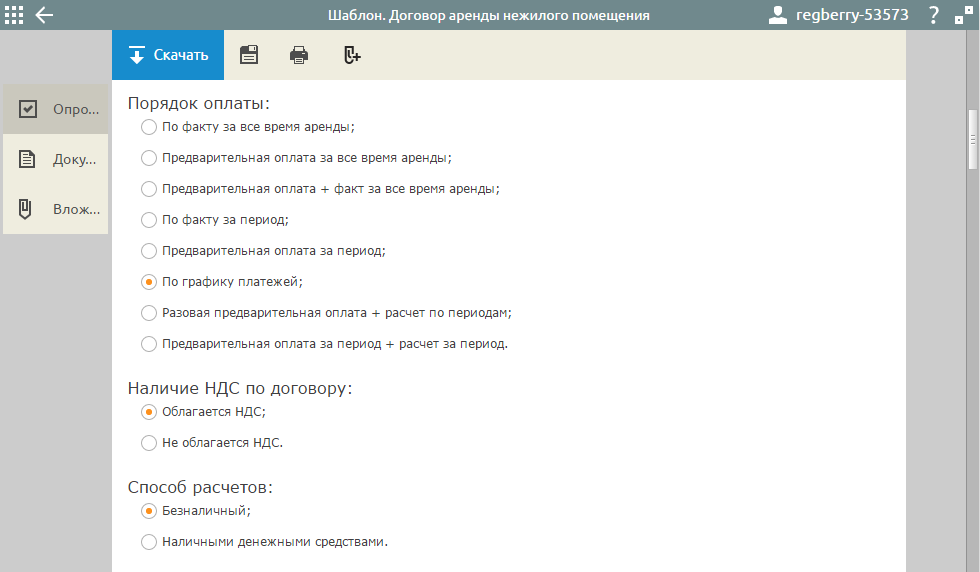 Шаблон. Договор аренды нежилого помещения
regberry-53573
?
Скачать
Опро...
Доку...
Влож...
Порядок оплаты:
По факту за все время аренды;
Предварительная оплата за все время аренды;
Предварительная оплата + факт за все время аренды;
По факту за период;
Предварительная оплата за период;
По графику платежей;
Разовая предварительная оплата + расчет по периодам;
Предварительная оплата за период + расчет за период.
Наличие НДС по договору:
Облагается НДС;
Не облагается НДС.
Способ расчетов:
Безналичный;
Наличными денежными средствами.